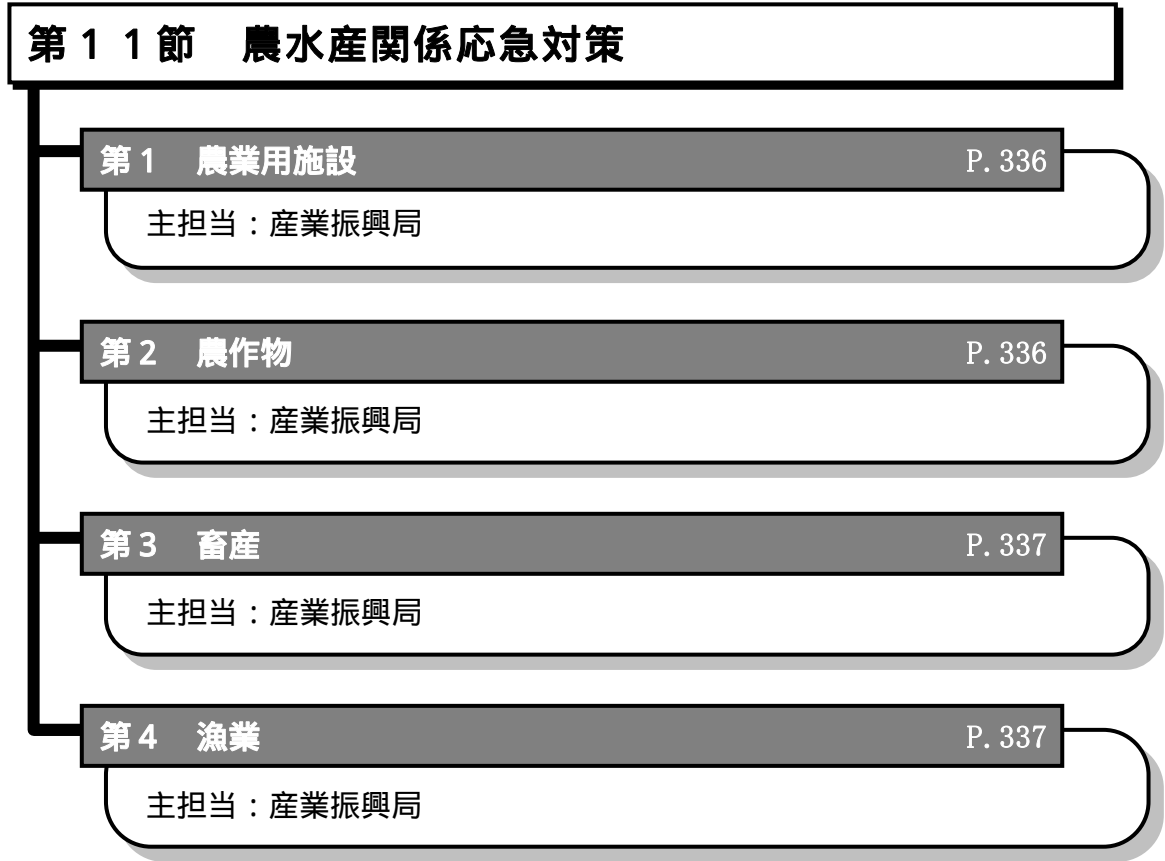 第１１節　農水産関係応急対策
第１　農業用施設 P.336
主担当：産業振興局
第２　農作物 P.336
主担当：産業振興局
第３　畜産 P.337
主担当：産業振興局
第４　漁業 P.337
主担当：産業振興局